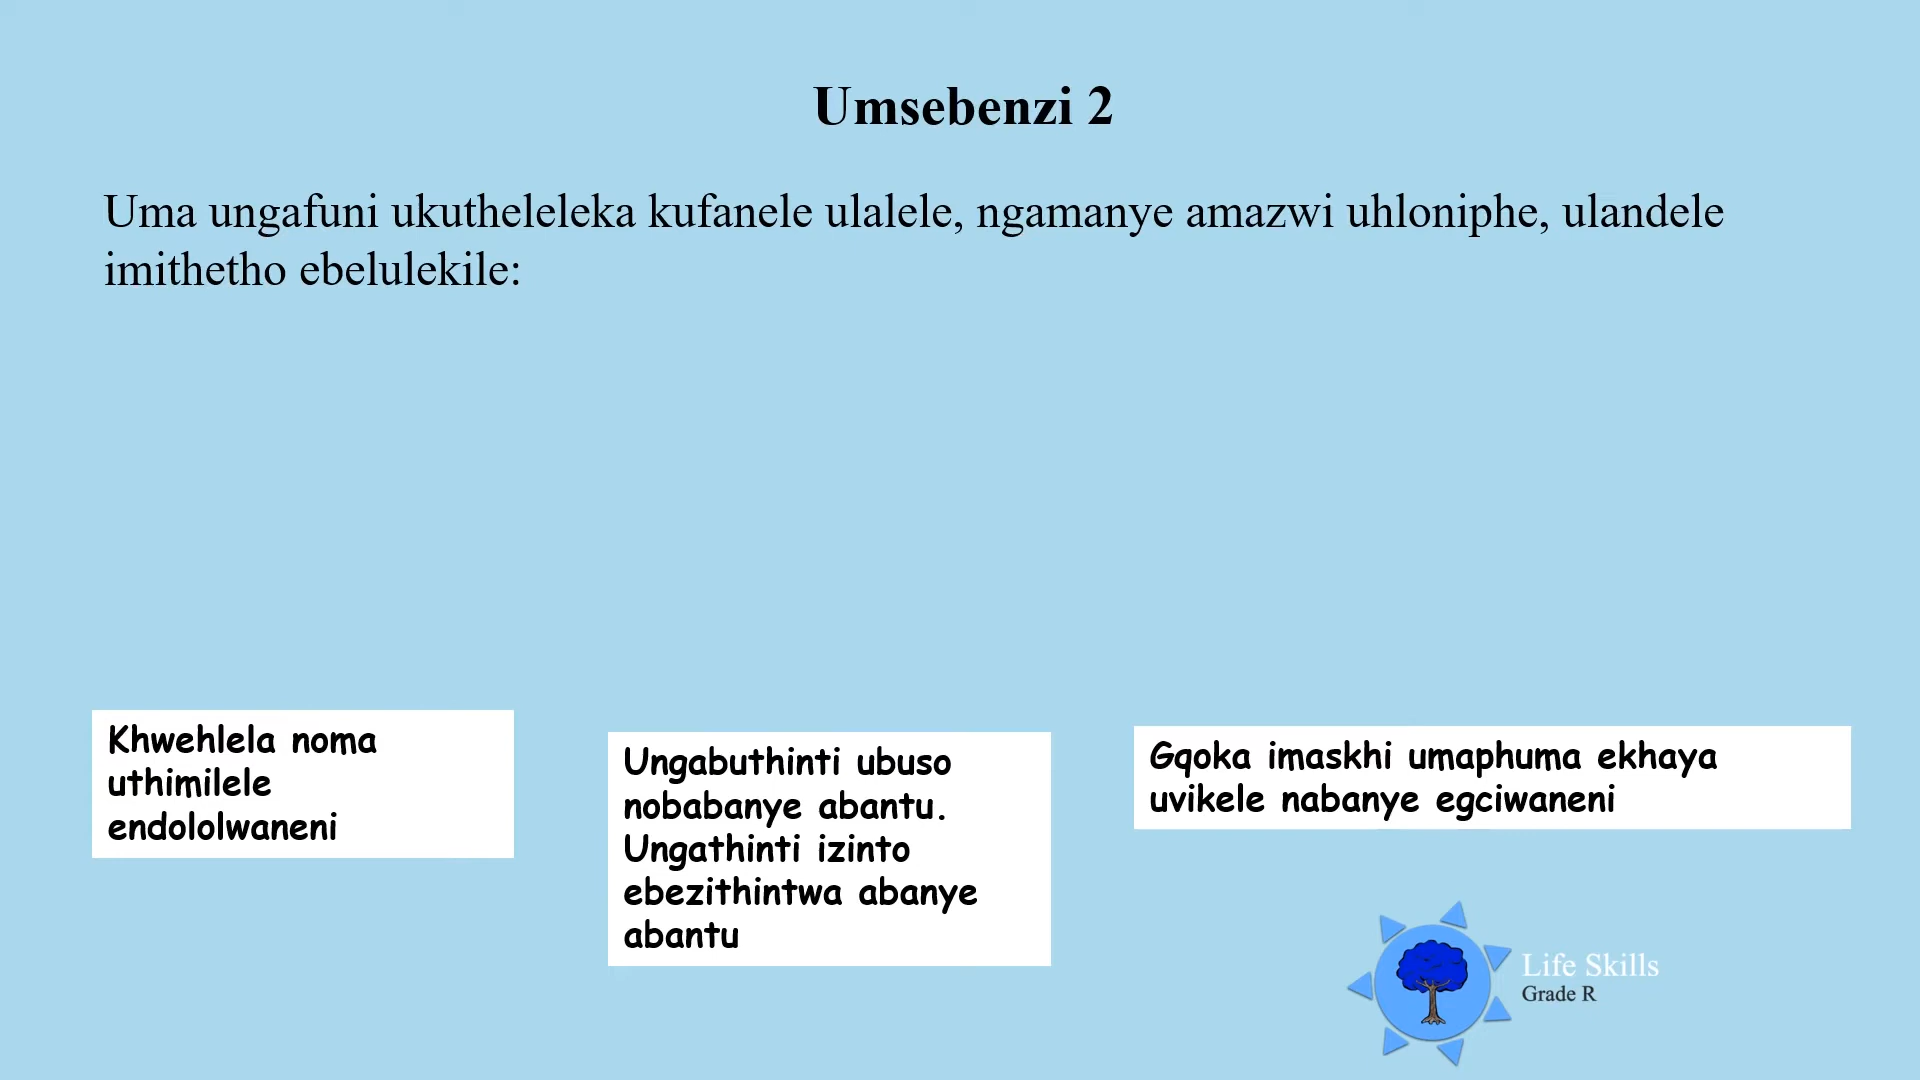 Umsebenzi 2
Uma ungafuni ukutheleleka kufanele ulalele, ngamanye amazwi uhloniphe, ulandele
imithetho ebelulekile:
Khwehlela noma
uthimilele
endololwaneni
Ungabuthinti ubuso
nobabanye abantu.
Ungathinti izinto
ebezithintwa abanye
abantu
Gqoka imaskhi umaphuma ekhaya
uvikele nabanye egciwaneni
Life Skills
Grade R